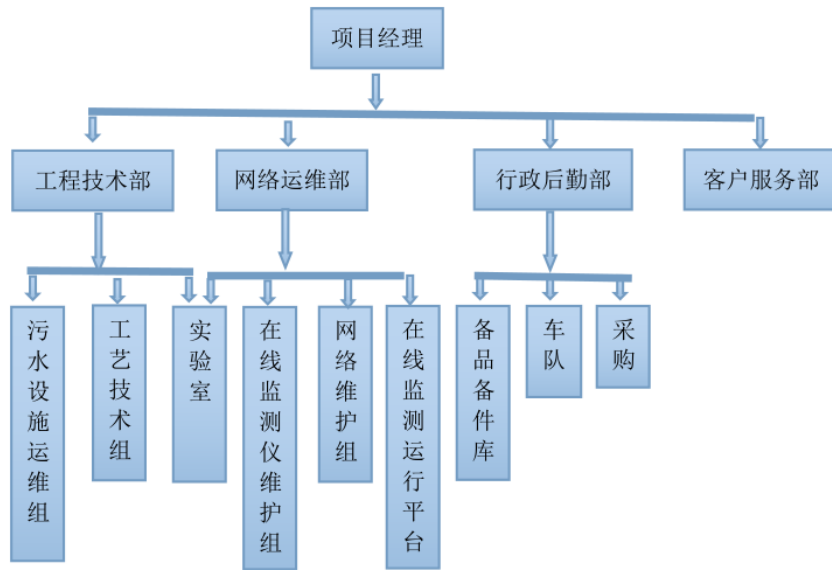 项目经理
工程技术部
网络运维部
行政后勤部
客户服务部
污水设施运维组
工艺技术组
实验室
在线监测仪维护组
网络维护组
在线监测运行平台
备品备件库
车队
采购